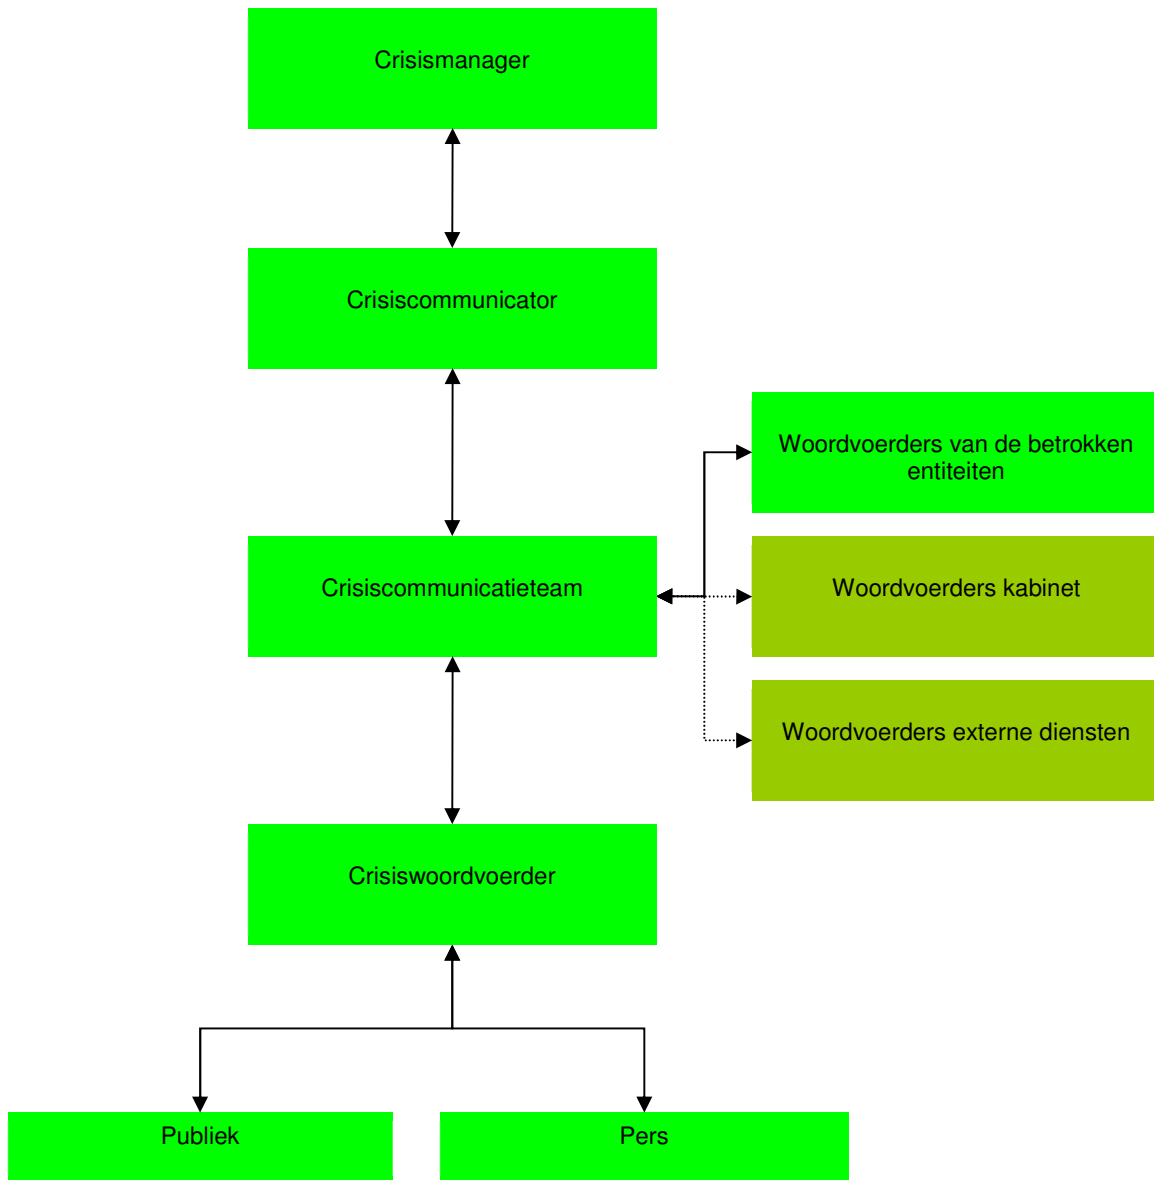 Crisismanager
Crisiscommunicator
Woordvoerders van de betrokken
entiteiten
Crisiscommunicatieteam
Woordvoerders kabinet
Woordvoerders externe diensten
Crisiswoordvoerder
Publiek
Pers